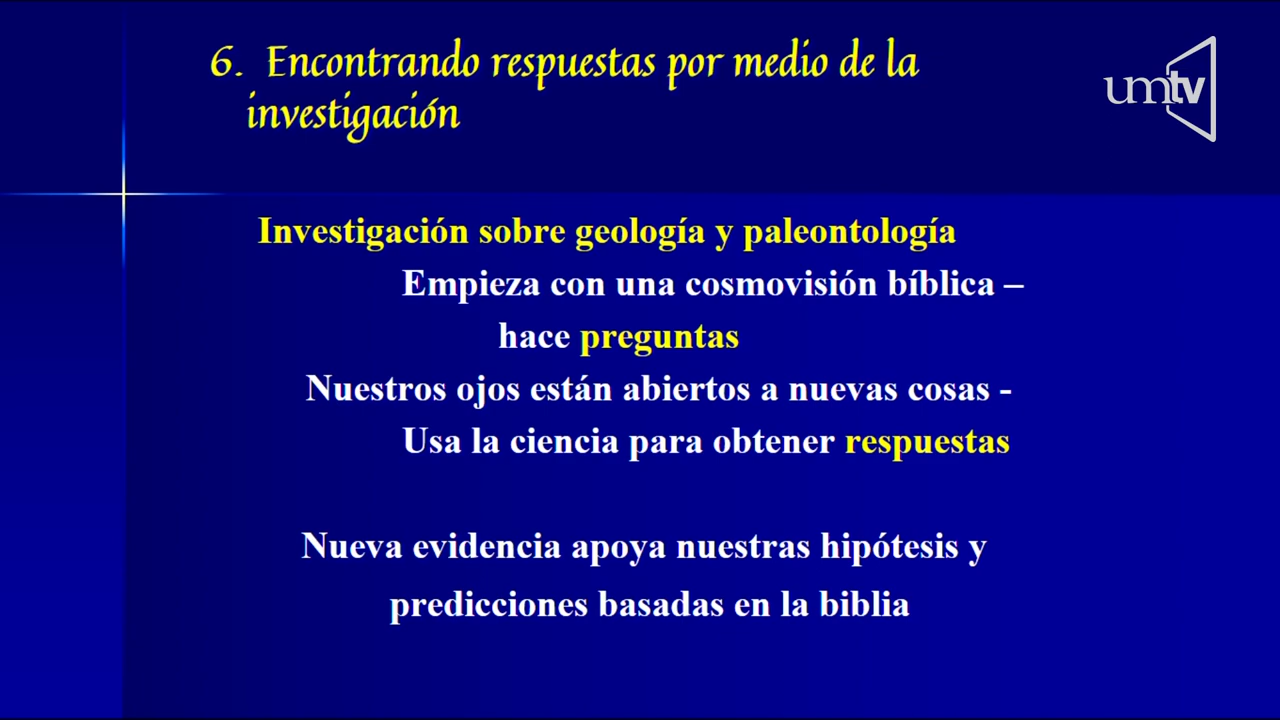 6. Encontrando respuestas por medio de la
investigación
umtv
Investigación sobre geología y paleontología
Empieza con una cosmovisión bíblica –
hace preguntas
Nuestros ojos están abiertos a nuevas cosas -
Usa la ciencia para obtener respuestas
Nueva evidencia apoya nuestras hipótesis y
predicciones basadas en la biblia